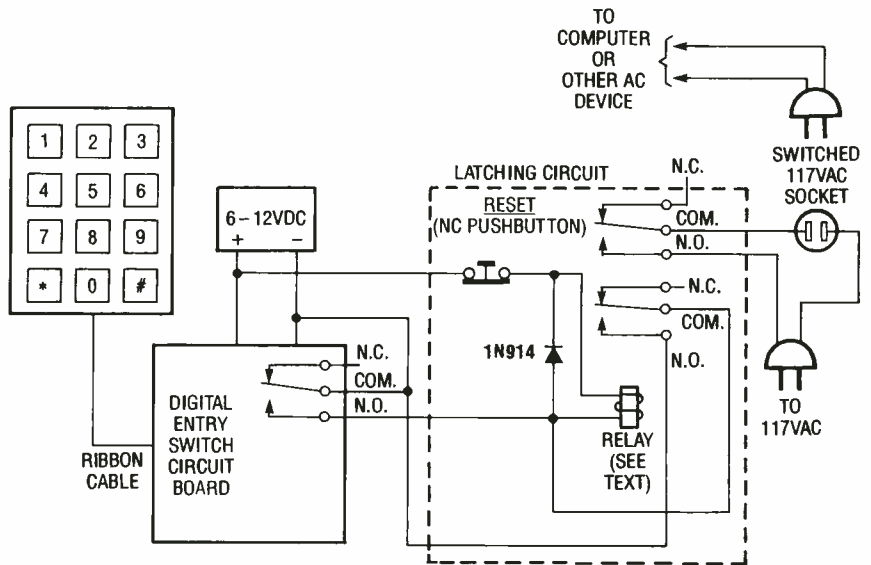 TO
COMPUTER
OR
OTHER AC
DEVICE
SWITCHED
117VAC
SOCKET
1 2 3
4 5 6
7 8 9
* 0 #
6-12VDC
+ −
LATCHING CIRCUIT
RESET
(NC PUSHBUTTON)
N.C.
COM.
N.O.
N.C.
COM.
N.O.
1N914
RELAY
(SEE
TEXT)
TO
117VAC
N.C.
COM.
N.O.
DIGITAL
ENTRY
SWITCH
CIRCUIT
BOARD
RIBBON
CABLE